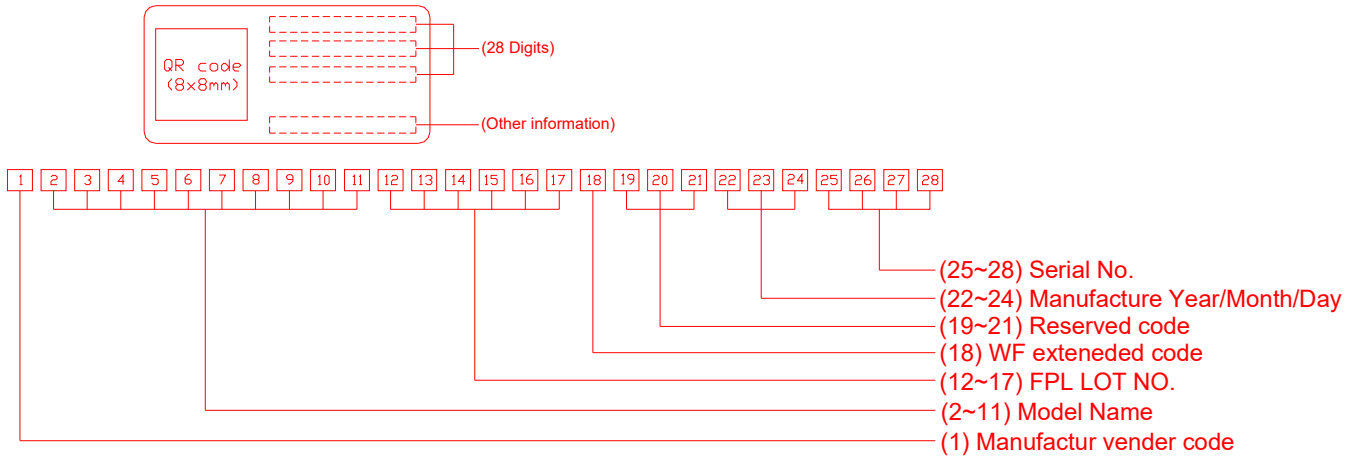 QR code
(8x8mm)
(28 Digits)
(Other information)
1 2 3 4 5 6 7 8 9 10 11 12 13 14 15 16 17 18 19 20 21 22 23 24 25 26 27 28
(25~28) Serial No.
(22~24) Manufacture Year/Month/Day
(19~21) Reserved code
(18) WF exteneded code
(12~17) FPL LOT NO.
(2~11) Model Name
(1) Manufactur vender code